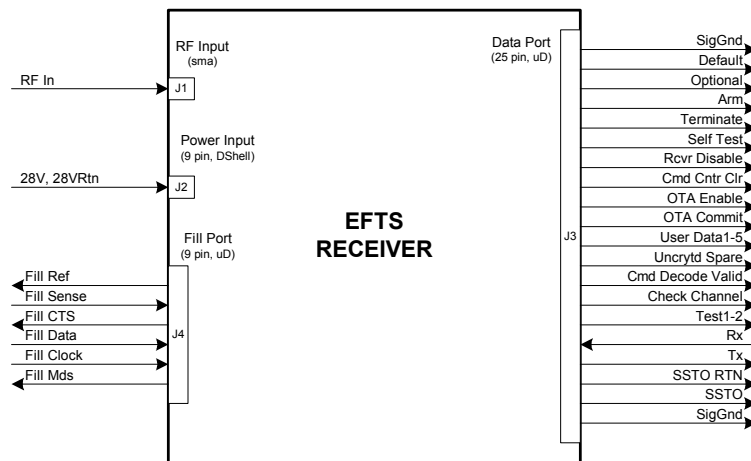 RF Input
(sma)
RF In
J1
Power Input
(9 pin, DShell)
28V, 28VRtn
J2
Fill Port
(9 pin, uD)
Fill Ref
Fill Sense
Fill CTS
Fill Data
Fill Clock
Fill Mds
J4
EFTS
RECEIVER
Data Port
(25 pin, uD)
J3
SigGnd
Default
Optional
Arm
Terminate
Self Test
Rcvr Disable
Cmd Cntr Clr
OTA Enable
OTA Commit
User Data1-5
Uncrytd Spare
Cmd Decode Valid
Check Channel
Test1-2
Rx
Tx
SSTO RTN
SSTO
SigGnd